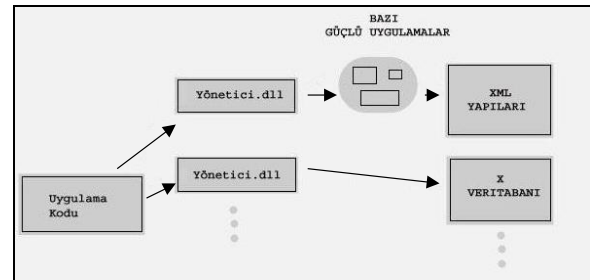 BAZI
GÜÇLÜ UYGULAMALAR
Yönetici.dll
XML
YAPILARI
Yönetici.dll
X
VERITABANI
Uygulama
Kodu